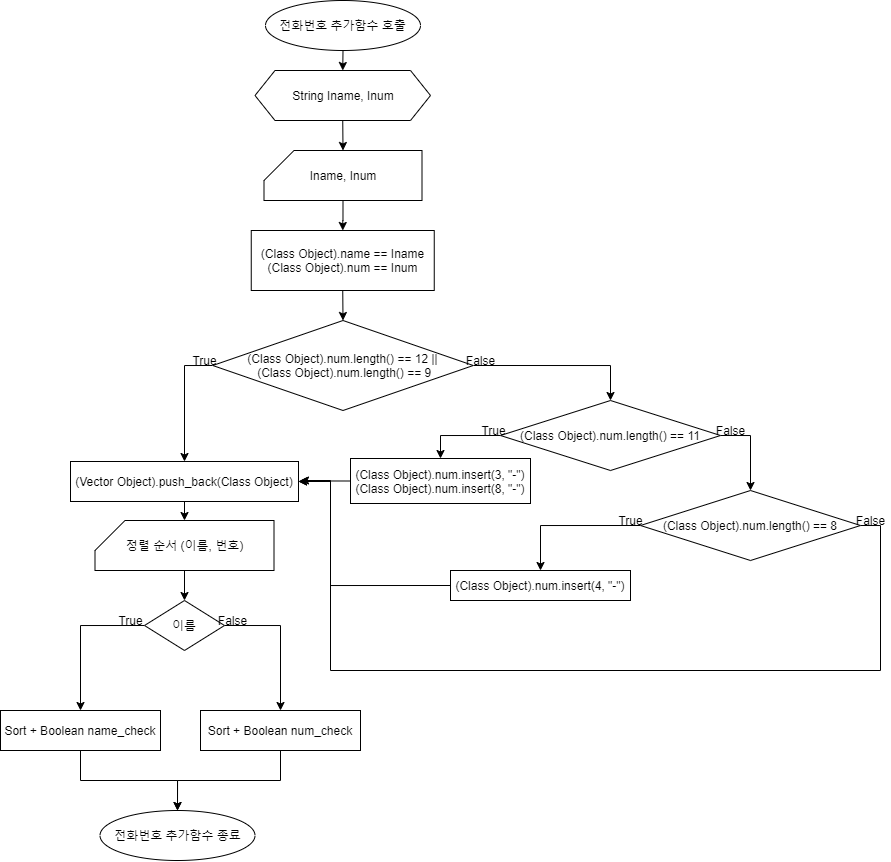 전화번호 추가함수 호출
String Iname, Inum
Iname, Inum
(Class Object).name == Iname
(Class Object).num == Inum
True
(Class Object).num.length() == 12 ||
(Class Object).num.length() == 9
False
True
(Class Object).num.length() == 11
False
(Vector Object).push_back(Class Object)
(Class Object).num.insert(3, "-")
(Class Object).num.insert(8, "-")
True
(Class Object).num.length() == 8
False
정렬 순서 (이름, 번호)
(Class Object).num.insert(4, "-")
True
이름
False
Sort + Boolean name_check
Sort + Boolean num_check
전화번호 추가함수 종료